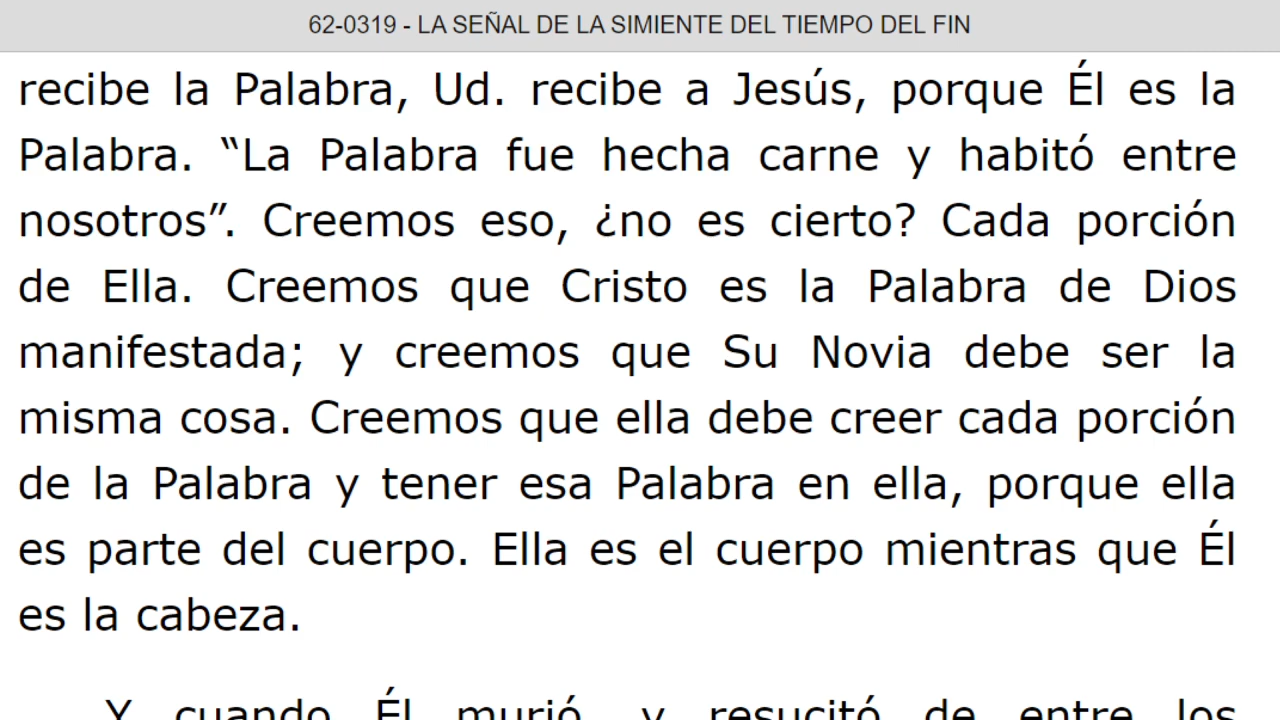 62-0319 - LA SEÑAL DE LA SIMIENTE DEL TIEMPO DEL FIN
recibe la Palabra, Ud. recibe a Jesús, porque Él es la
Palabra. “La Palabra fue hecha carne y habitó entre
nosotros”. Creemos eso, ¿no es cierto? Cada porción
de Ella. Creemos que Cristo es la Palabra de Dios
manifestada; y creemos que Su Novia debe ser la
misma cosa. Creemos que ella debe creer cada porción
de la Palabra y tener esa Palabra en ella, porque ella
es parte del cuerpo. Ella es el cuerpo mientras que Él
es la cabeza.
Y cuando Él murió, y resucitó de entre los